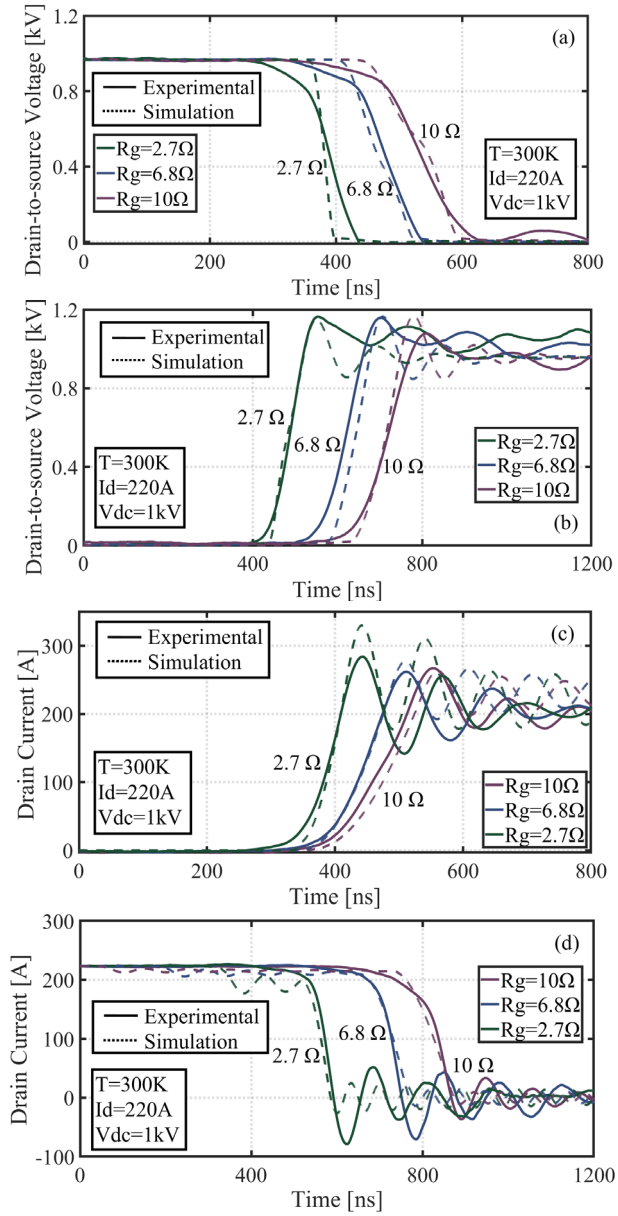 Drain-to-source Voltage [kV]
1.2
0.9
0.6
0.4
0
(a)
Experimental
Simulation
Rg=2.7Ω
Rg=6.8Ω
Rg=10Ω
2.7 Ω
6.8 Ω
10 Ω
T=300K
Id=220A
Vdc=1kV
0 200 400 600 800
Time [ns]
Drain-to-source Voltage [kV]
1.2
0.9
0.8
0.4
0
Experimental
Simulation
2.7 Ω
6.8 Ω
10 Ω
T=300K
Id=220A
Vdc=1kV
Rg=2.7Ω
Rg=6.8Ω
Rg=10Ω
(b)
0 400 800 1200
Time [ns]
Drain Current [A]
300
200
100
0
(c)
Experimental
Simulation
2.7 Ω
10 Ω
T=300K
Id=220A
Vdc=1kV
Rg=10Ω
Rg=6.8Ω
Rg=2.7Ω
0 200 400 600 800
Time [ns]
Drain Current [A]
300
200
100
0
-100
(d)
Rg=10Ω
Rg=6.8Ω
Rg=2.7Ω
Experimental
Simulation
2.7 Ω
6.8 Ω
10 Ω
T=300K
Id=220A
Vdc=1kV
0 400 800 1200
Time [ns]